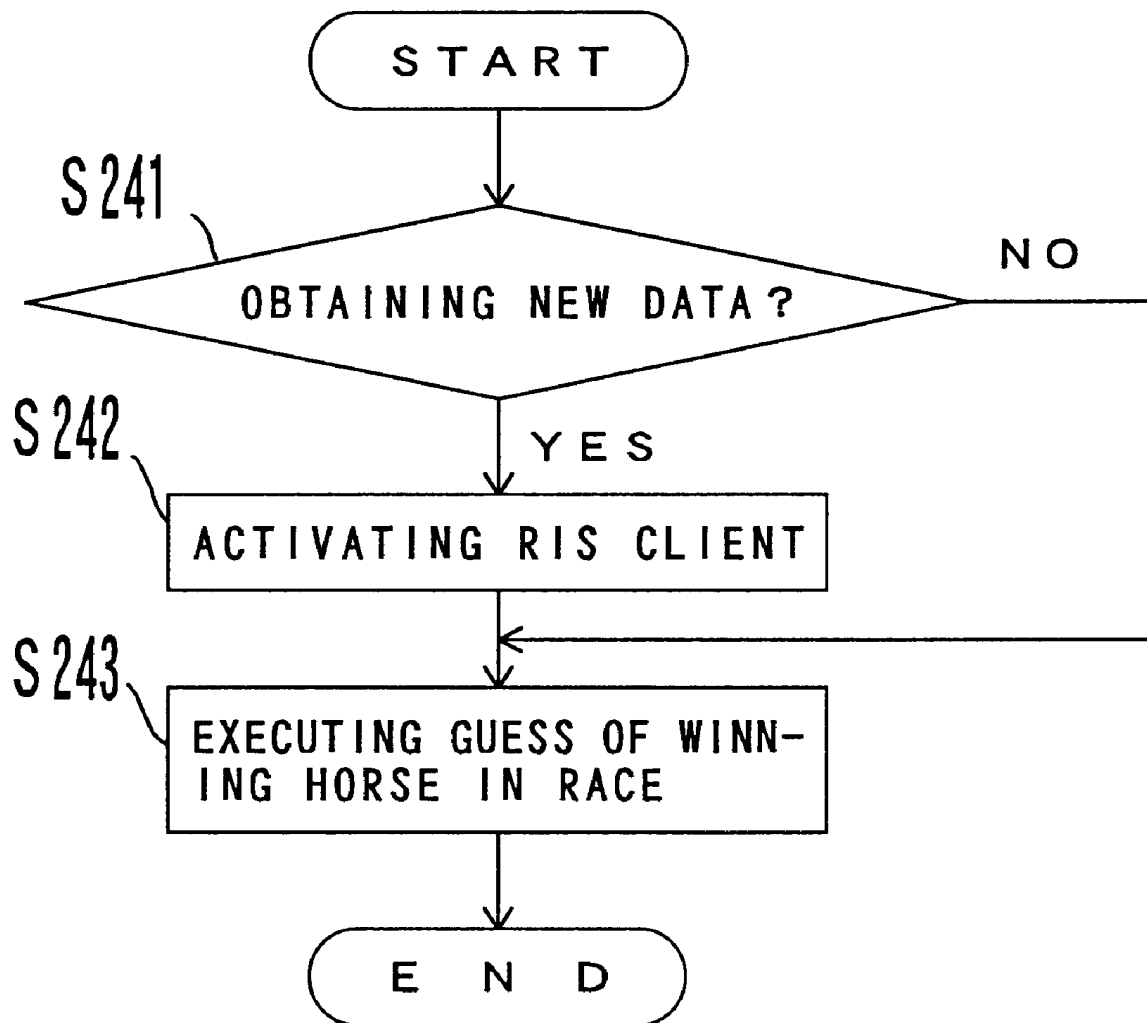 START
S241
NO
OBTAINING NEW DATA?
S242
YES
ACTIVATING RIS CLIENT
S243
EXECUTING GUESS OF WINN-
ING HORSE IN RACE
END